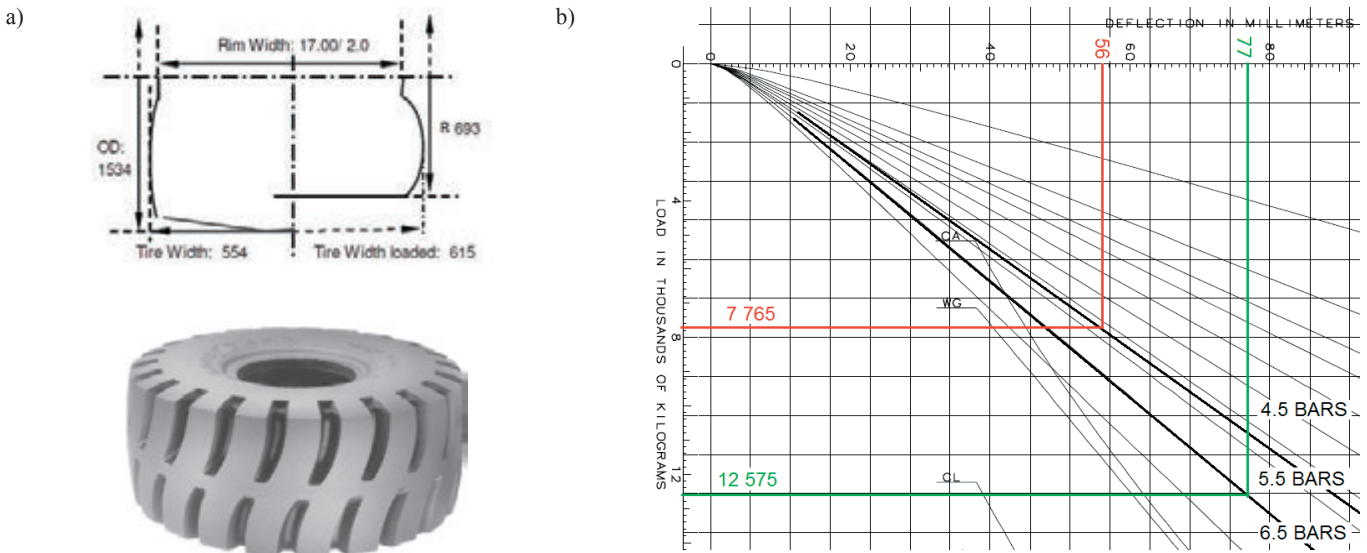 a)
Rim Width: 17.00/ 2.0
R 693
OD:
1534
Tire Width: 554
Tire Width loaded: 615
b)
DEFLECTION IN MILLIMETERS
0
20
40
56
60
77
80
0
4
8
12
LOAD IN THOUSANDS OF KILOGRAMS
CA
WG
CL
7 765
12 575
4.5 BARS
5.5 BARS
6.5 BARS